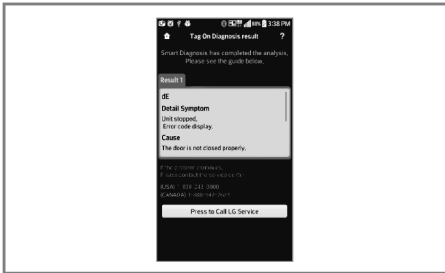 3:38 PM
Tag On Diagnosis result ?
Smart Diagnosis has completed the analysis,
Please see the guide below.
Result 1
dE
Detail Symptom
Unit stopped,
Error code display.
Cause
The door is not closed properly.
(USA)
(CANADA)
Press to Call LG Service